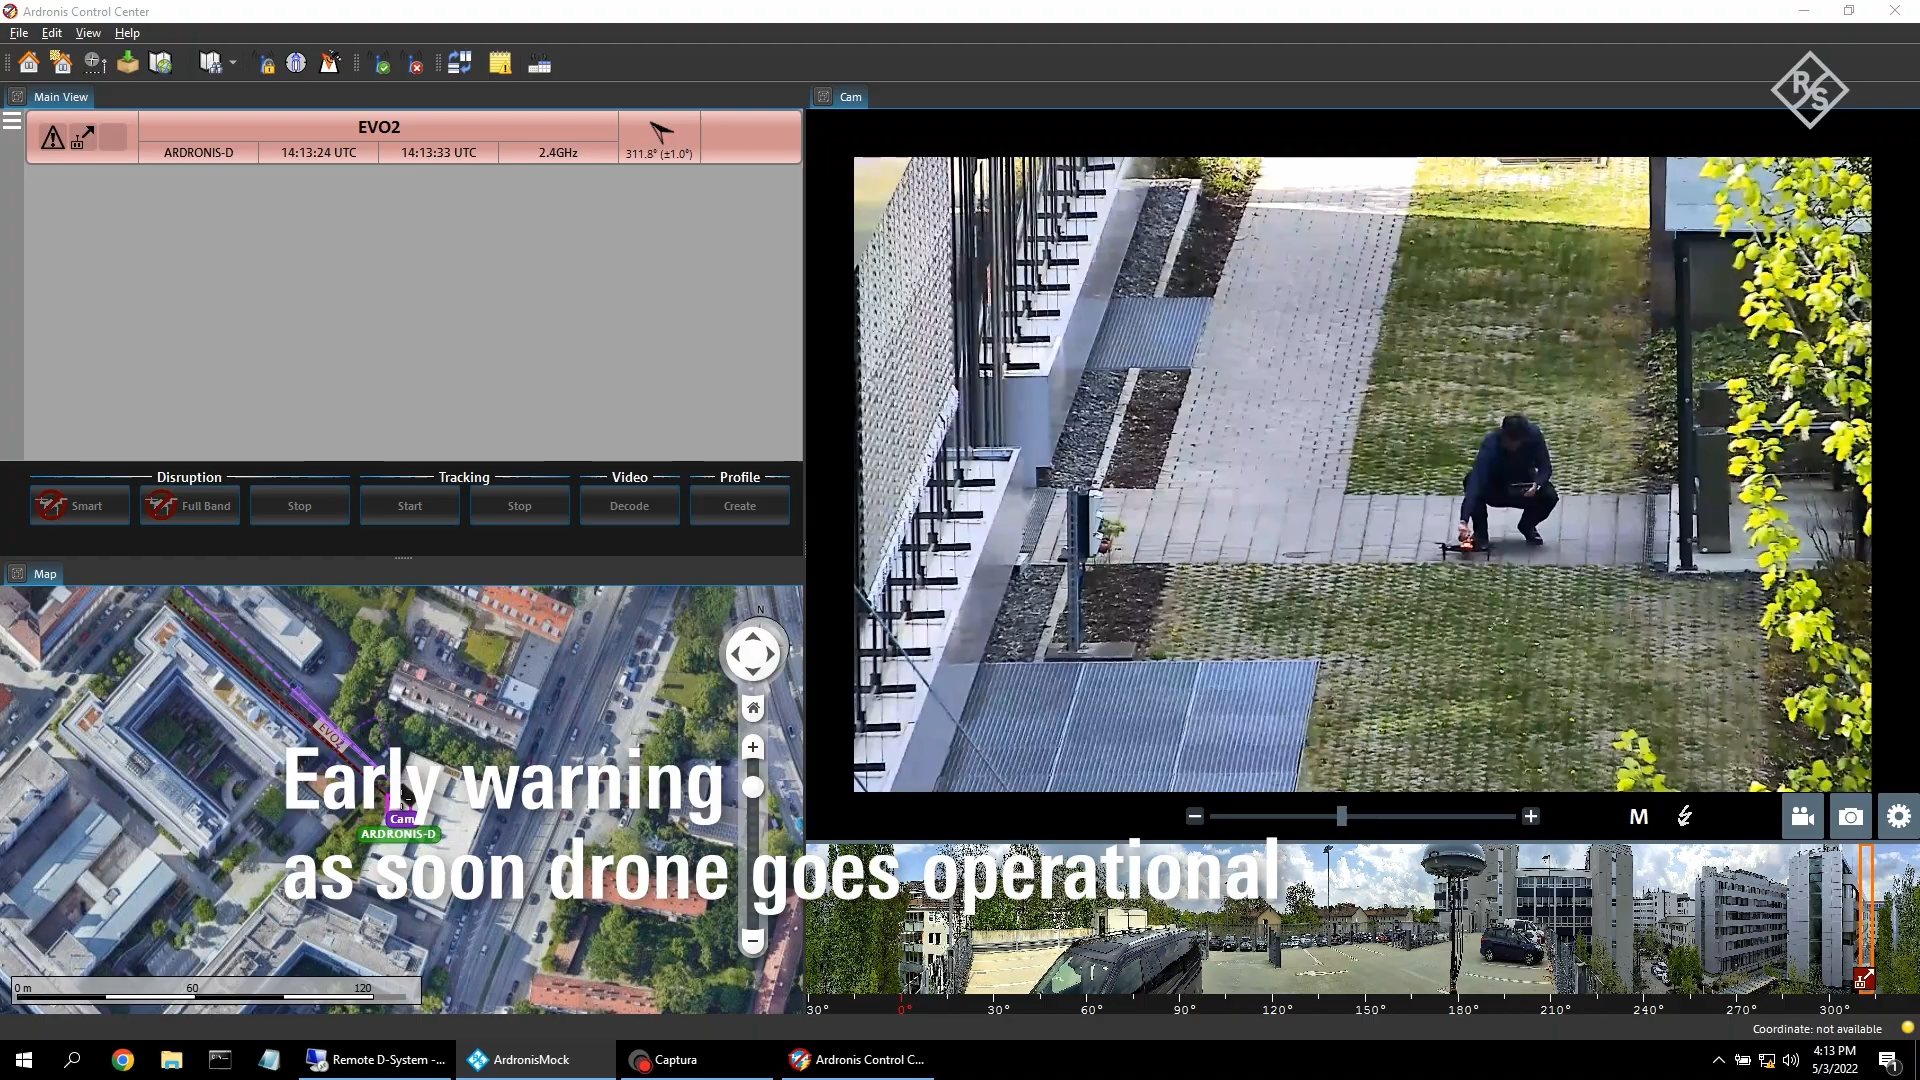 Ardronis Control Center
File Edit View Help
Main View
Cam
R/S
EVO2
ARDRONIS-D 14:13:24 UTC 14:13:33 UTC 2.4GHz 311.8° (±1.0°)
Disruption Tracking Video Profile
Smart Full Band Stop Start Stop Decode Create
Map
N
EVO2
Cam
ARDRONIS-D
Early warning
as soon drone goes operational
M
0 m 60 120
30° 0° 30° 60° 90° 120° 150° 180° 210° 240° 270° 300°
Coordinate: not available
Remote D-System -... ArdronisMock Captura Ardronis Control C...
4:13 PM
5/3/2022
1